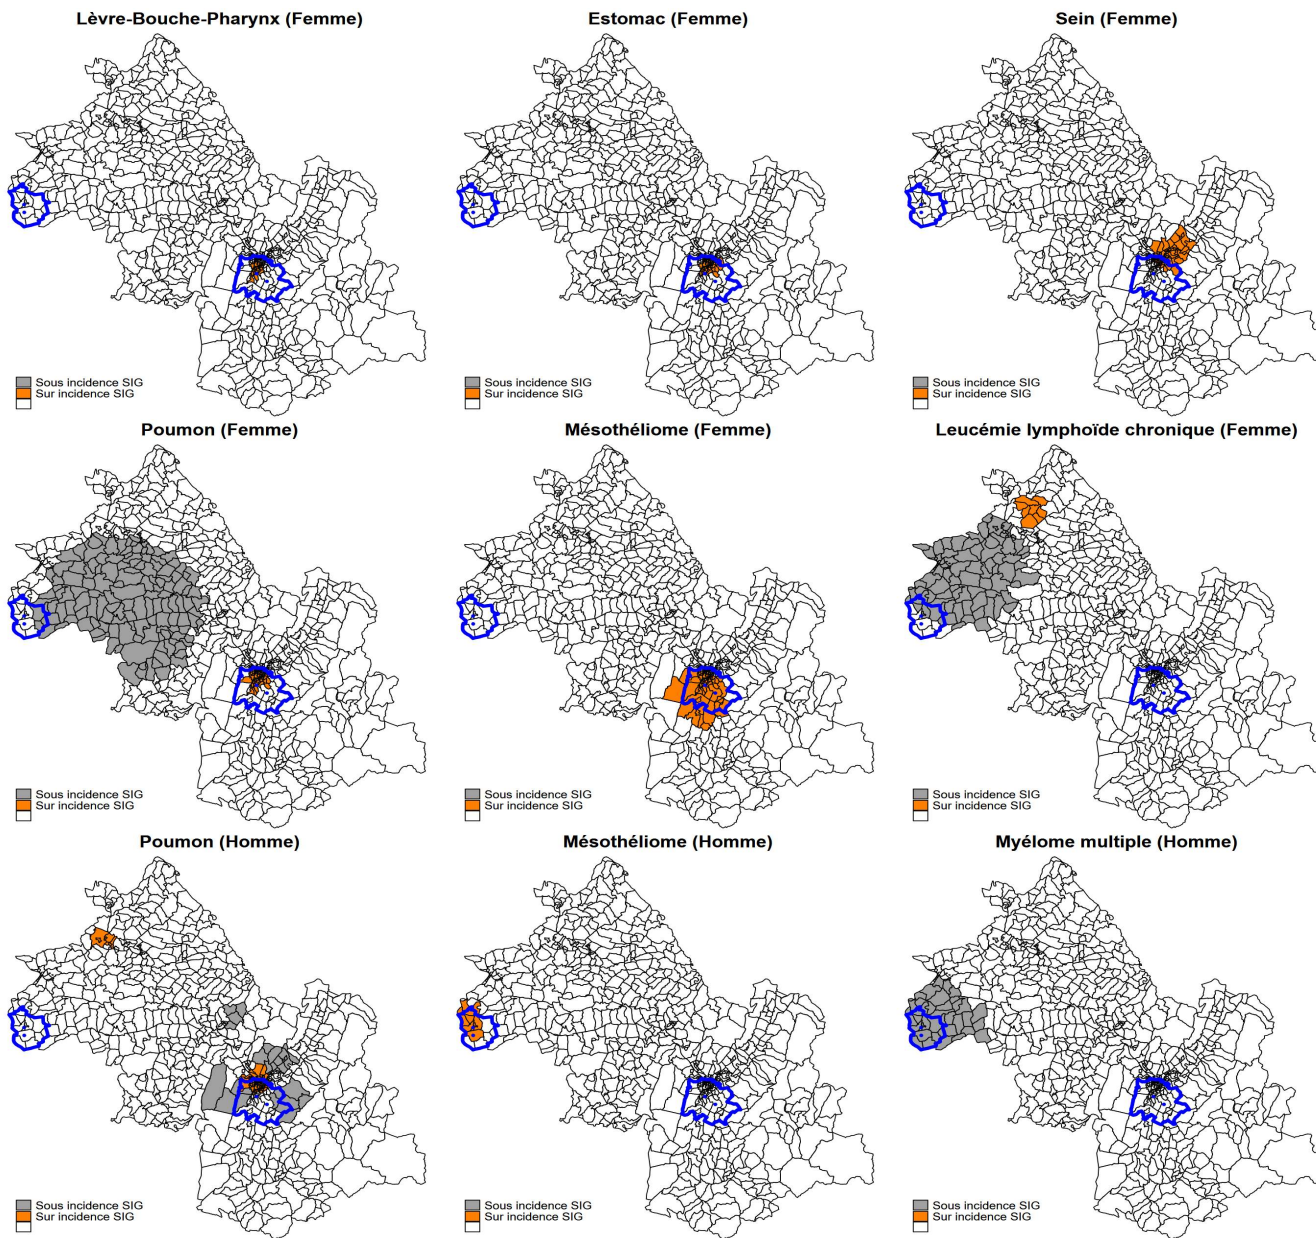 Lèvre-Bouche-Pharynx (Femme)
Sous incidence SIG
Sur incidence SIG
Estomac (Femme)
Sous incidence SIG
Sur incidence SIG
Sein (Femme)
Sous incidence SIG
Sur incidence SIG
Poumon (Femme)
Sous incidence SIG
Sur incidence SIG
Mésothéliome (Femme)
Sous incidence SIG
Sur incidence SIG
Leucémie lymphoïde chronique (Femme)
Sous incidence SIG
Sur incidence SIG
Poumon (Homme)
Sous incidence SIG
Sur incidence SIG
Mésothéliome (Homme)
Sous incidence SIG
Sur incidence SIG
Myélome multiple (Homme)
Sous incidence SIG
Sur incidence SIG